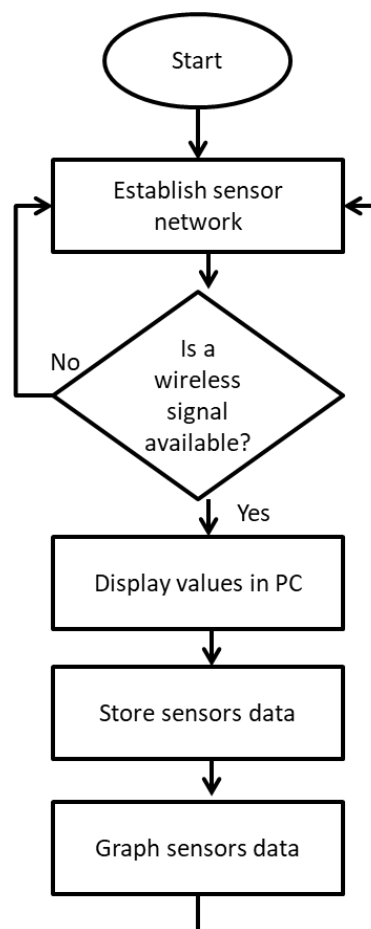 Start
Establish sensor
network
No
Is a
wireless
signal
available?
Yes
Display values in PC
Store sensors data
Graph sensors data